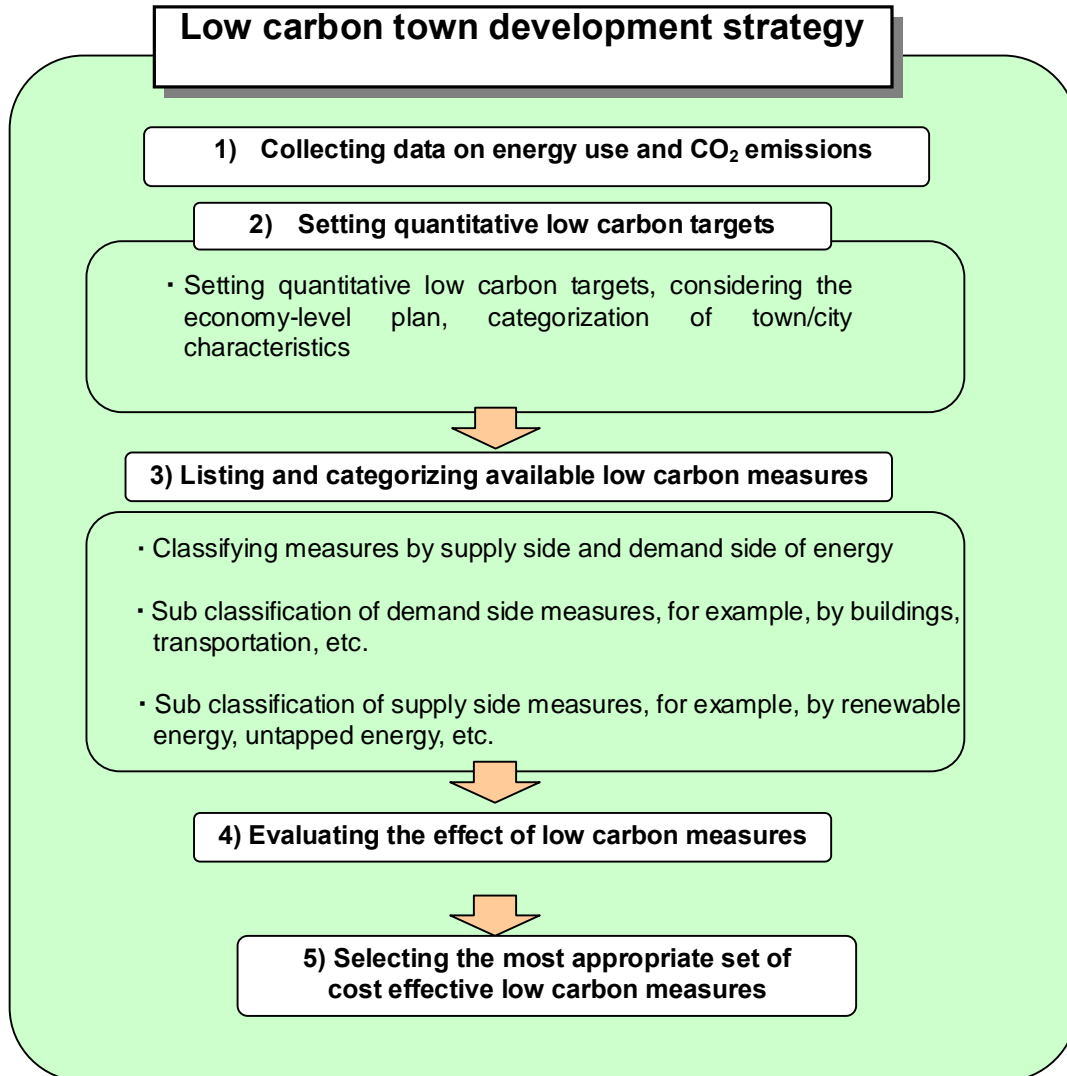 Low carbon town development strategy
1) Collecting data on energy use and CO₂ emissions
2) Setting quantitative low carbon targets
・Setting quantitative low carbon targets, considering the
economy-level plan, categorization of town/city
characteristics
3) Listing and categorizing available low carbon measures
・Classifying measures by supply side and demand side of energy
・Sub classification of demand side measures, for example, by buildings,
transportation, etc.
・Sub classification of supply side measures, for example, by renewable
energy, untapped energy, etc.
4) Evaluating the effect of low carbon measures
5) Selecting the most appropriate set of
cost effective low carbon measures